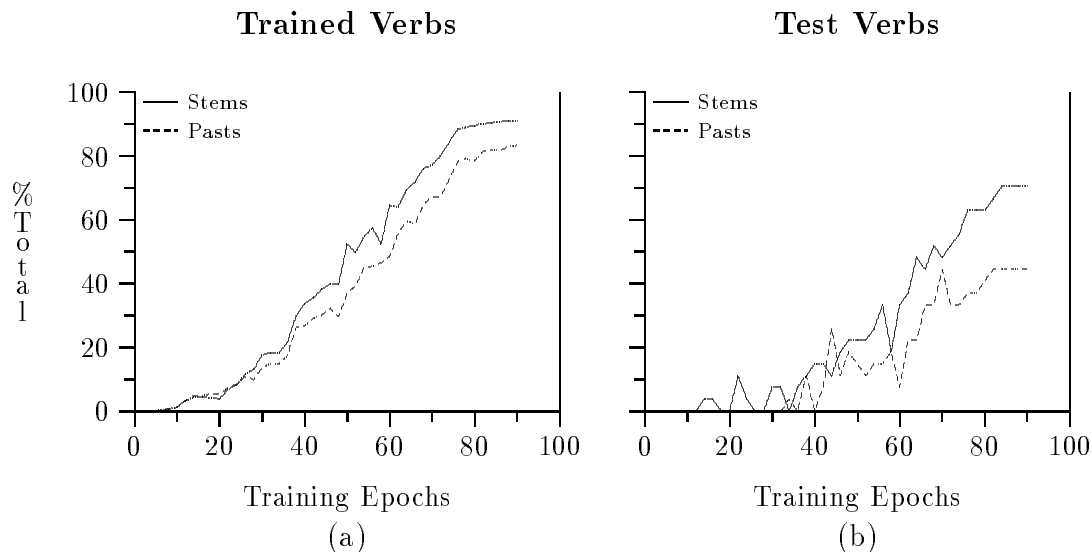 Trained Verbs
Test Verbs
100
80
60
40
20
0
% Total
Stems
Pasts
0 20 40 60 80 100
Training Epochs
(a)
Stems
Pasts
0 20 40 60 80 100
Training Epochs
(b)